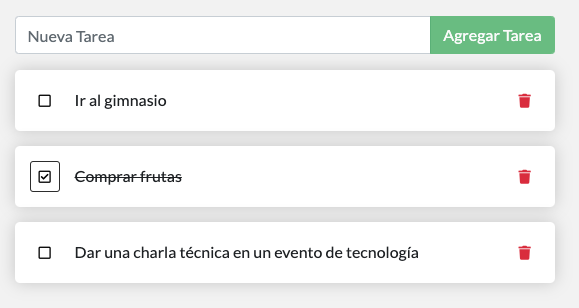 Nueva Tarea
Agregar Tarea
Ir al gimnasio
Comprar frutas
Dar una charla técnica en un evento de tecnología